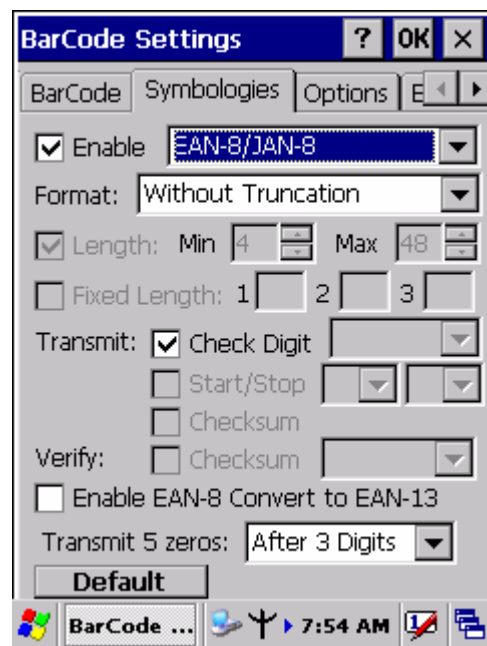 BarCode Settings ? OK ×
BarCode Symbologies Options E
Enable EAN-8/JAN-8
Format: Without Truncation
Length: Min 4 Max 48
Fixed Length: 1 2 3
Transmit: Check Digit
Start/Stop
Checksum
Verify: Checksum
Enable EAN-8 Convert to EAN-13
Transmit 5 zeros: After 3 Digits
Default
BarCode ... 7:54 AM